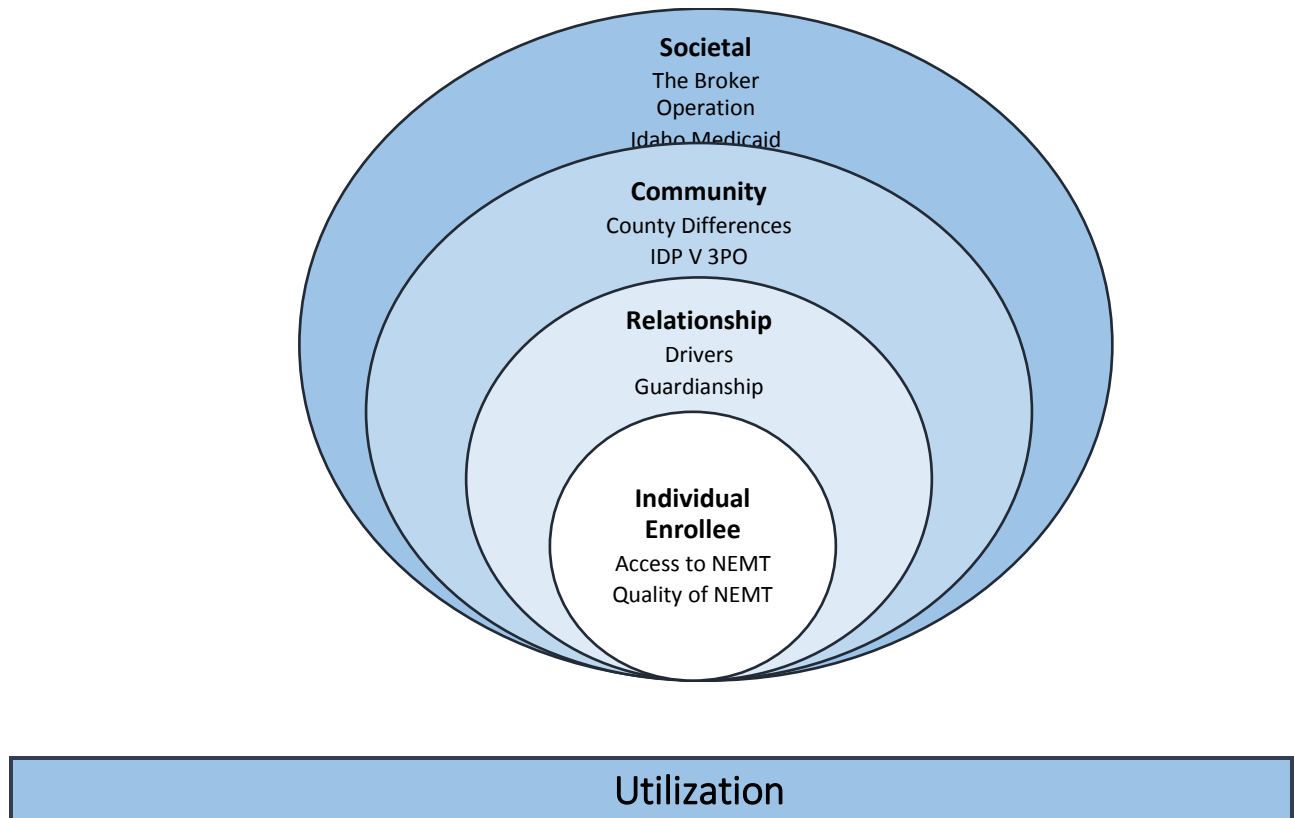 Societal
The Broker
Operation
Idaho Medicaid
Community
County Differences
IDP V 3PO
Relationship
Drivers
Guardianship
Individual
Enrollee
Access to NEMT
Quality of NEMT
Utilization